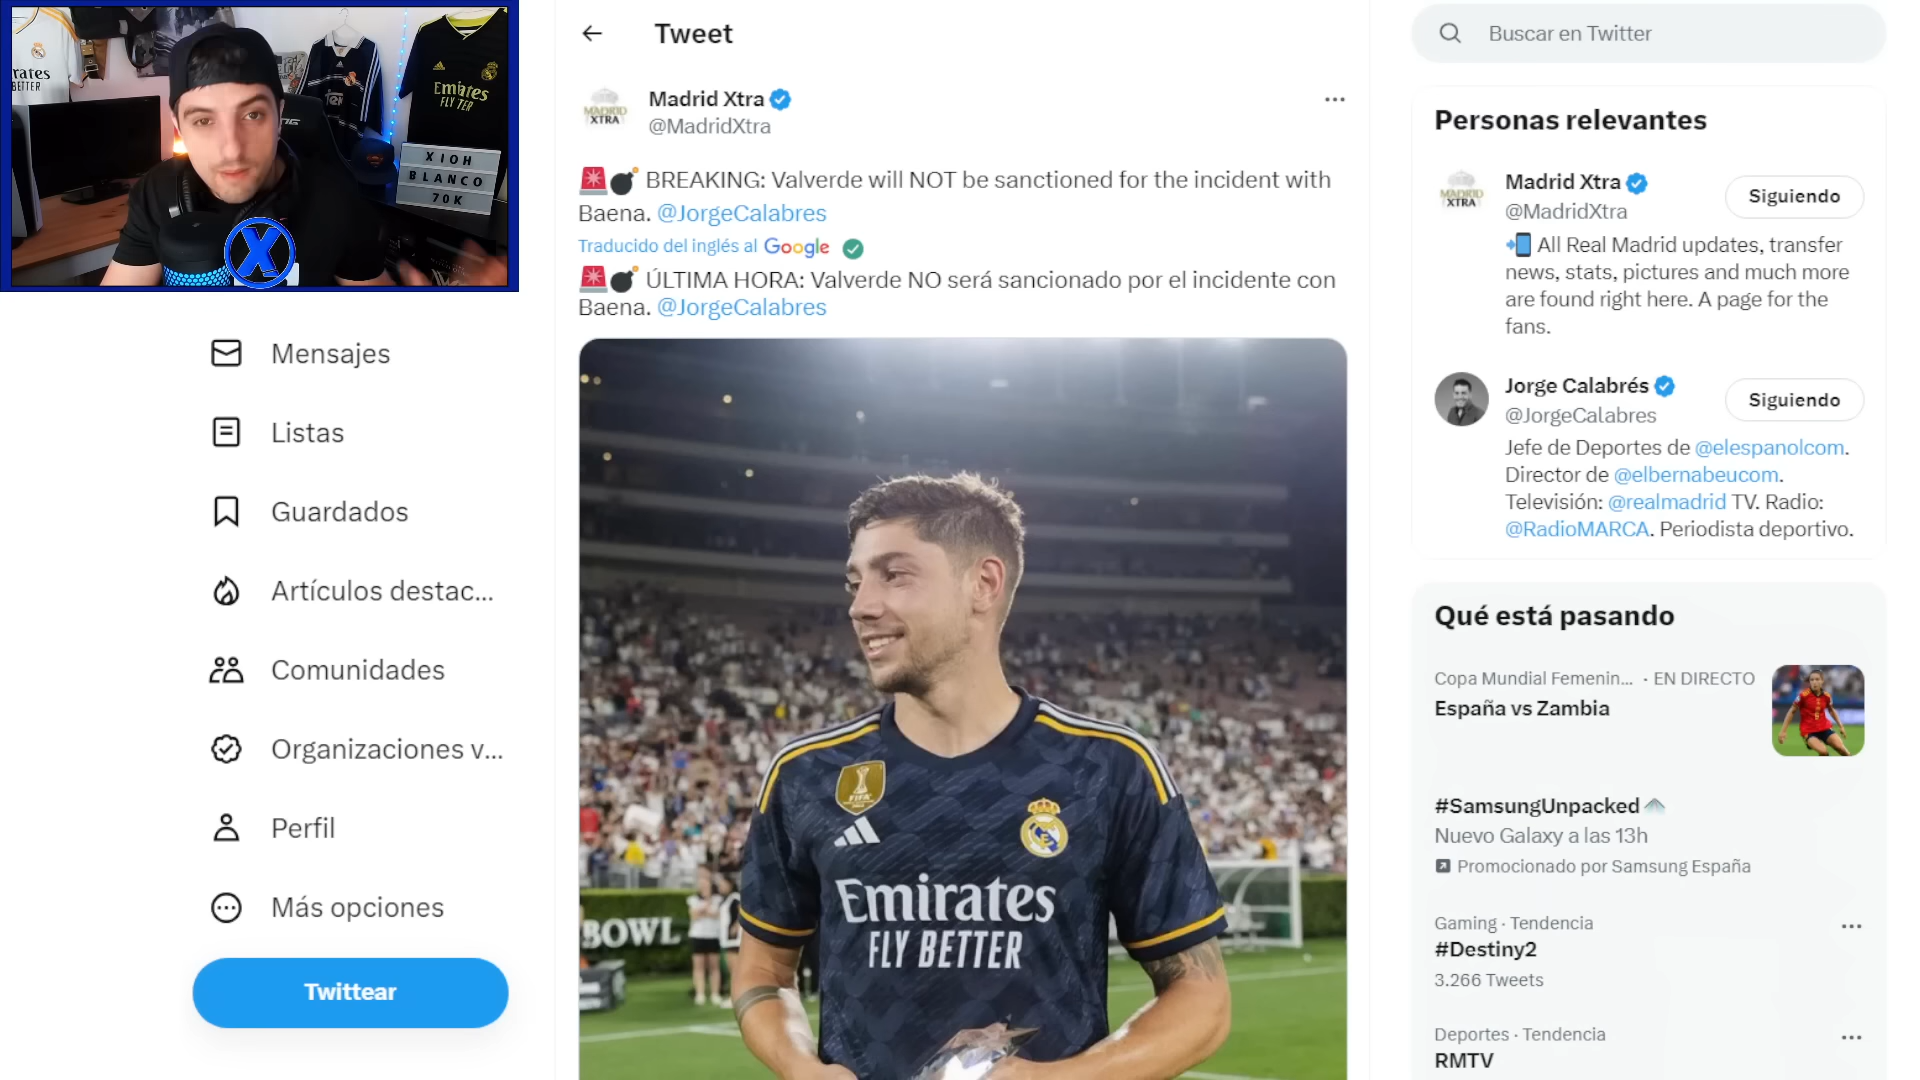 rates
BETTER
Emirates
FLY
XIOH
BLANCO
70K
X
Mensajes
Listas
Guardados
Artículos destac...
Comunidades
Organizaciones v...
Perfil
Más opciones
Twittear
Tweet
MADRID
XTRA
Madrid Xtra
@MadridXtra
BREAKING: Valverde will NOT be sanctioned for the incident with
Baena. @JorgeCalabres
Traducido del inglés al Google
ÚLTIMA HORA: Valverde NO será sancionado por el incidente con
Baena. @JorgeCalabres
FIFA
Emirates
FLY BETTER
BOWL
Buscar en Twitter
Personas relevantes
MADRID
XTRA
Madrid Xtra
@MadridXtra
Siguiendo
All Real Madrid updates, transfer
news, stats, pictures and much more
are found right here. A page for the
fans.
Jorge Calabrés
@JorgeCalabres
Siguiendo
Jefe de Deportes de @elespanolcom.
Director de @elbernabeucom.
Televisión: @realmadrid TV. Radio:
@RadioMARCA. Periodista deportivo.
Qué está pasando
Copa Mundial Femenin... · EN DIRECTO
España vs Zambia
#SamsungUnpacked
Nuevo Galaxy a las 13h
Promocionado por Samsung España
Gaming · Tendencia
#Destiny2
3.266 Tweets
Deportes · Tendencia
RMTV